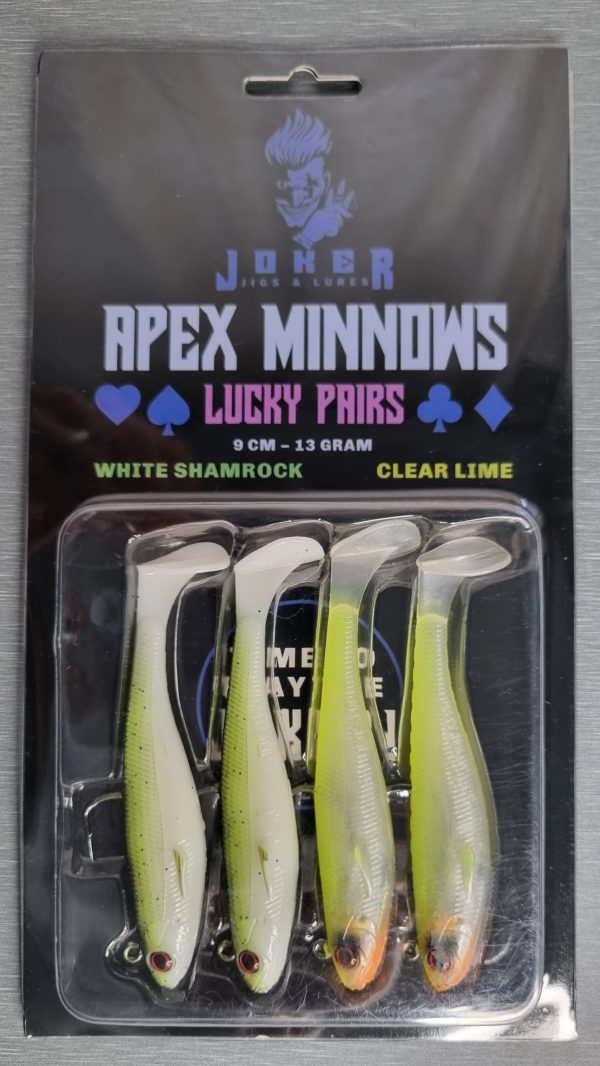 JOKER
JIGS & LURES
APEX MINNOWS
LUCKY PAIRS
9 CM – 13 GRAM
WHITE SHAMROCK CLEAR LIME